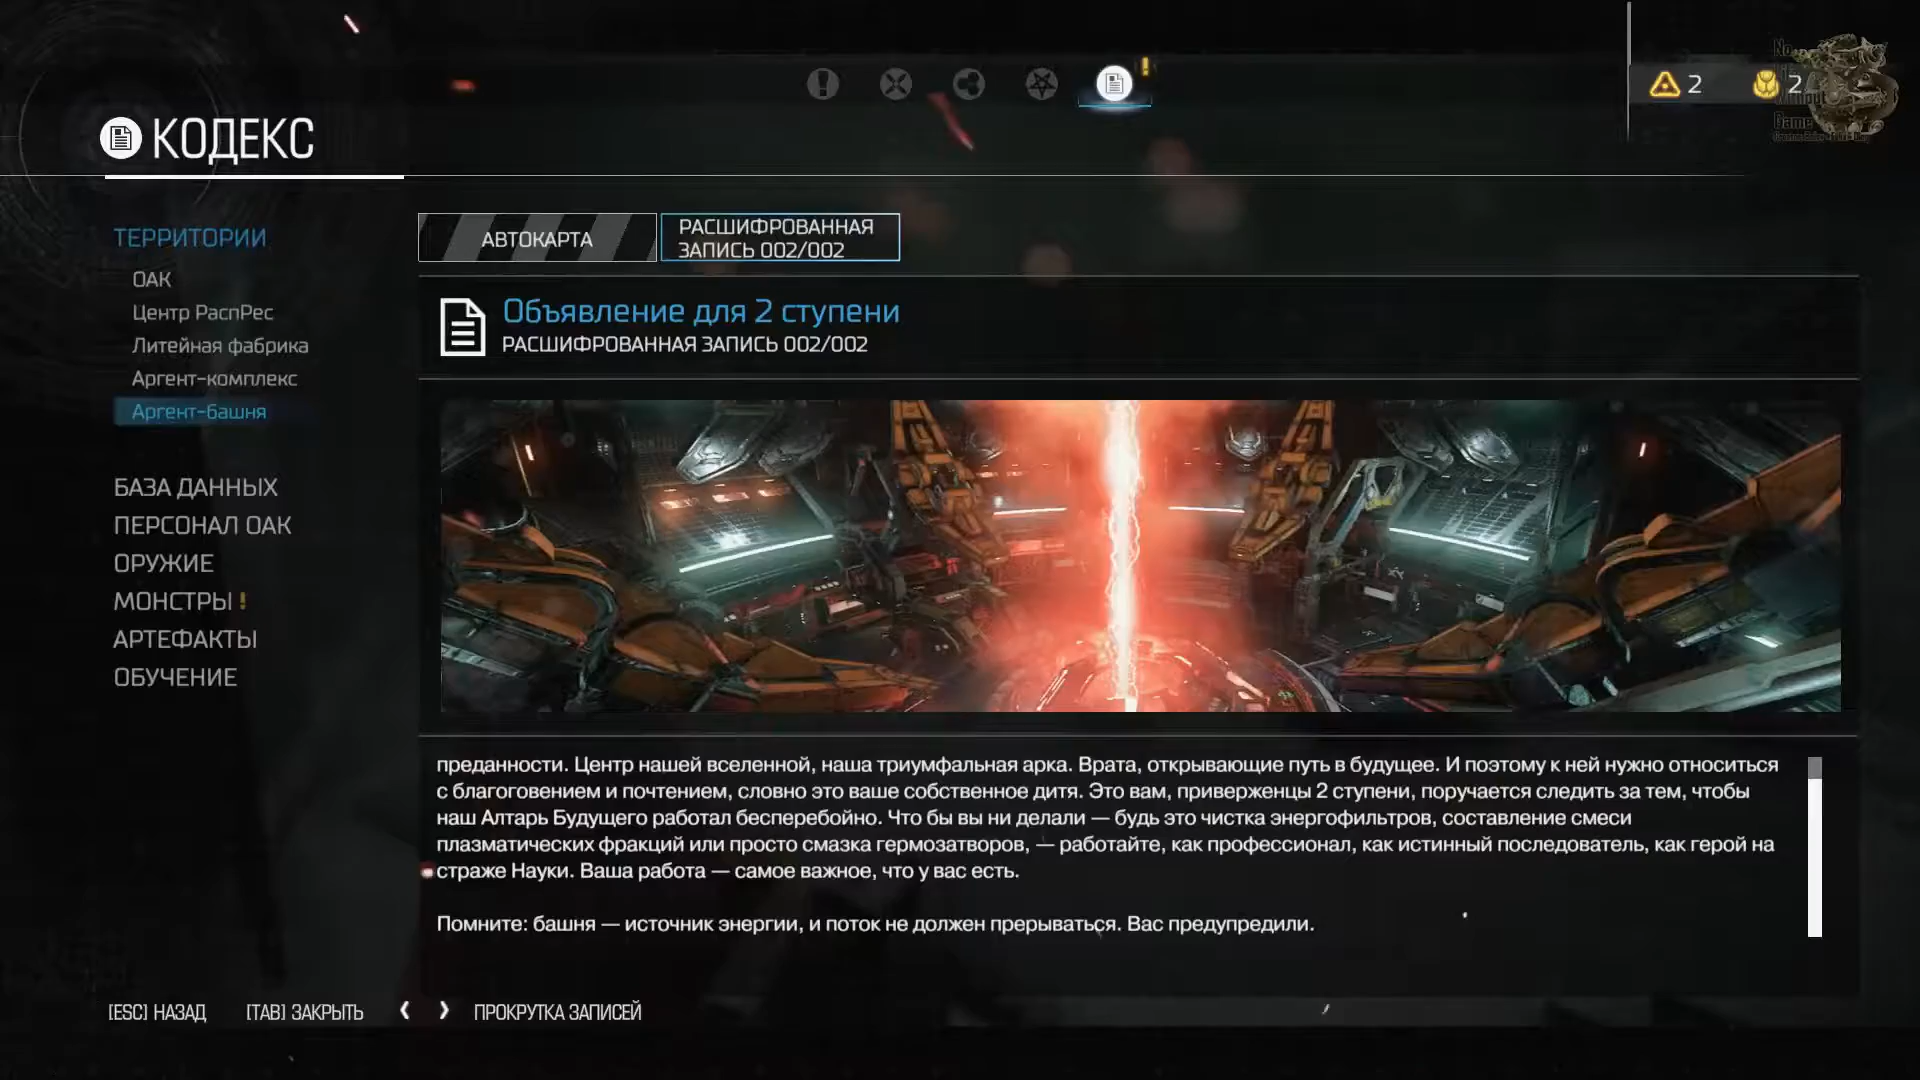 2
2
No
Game
КОДЕКС
ТЕРРИТОРИИ
ОАК
Центр РаспРес
Литейная фабрика
Аргент-комплекс
Аргент-башня
БАЗА ДАННЫХ
ПЕРСОНАЛ ОАК
ОРУЖИЕ
МОНСТРЫ !
АРТЕФАКТЫ
ОБУЧЕНИЕ
АВТОКАРТА
РАСШИФРОВАННАЯ
ЗАПИСЬ 002/002
Объявление для 2 ступени
РАСШИФРОВАННАЯ ЗАПИСЬ 002/002
преданности. Центр нашей вселенной, наша триумфальная арка. Врата, открывающие путь в будущее. И поэтому к ней нужно относиться
с благоговением и почтением, словно это ваше собственное дитя. Это вам, приверженцы 2 ступени, поручается следить за тем, чтобы
наш Алтарь Будущего работал бесперебойно. Что бы вы ни делали — будь это чистка энергофильтров, составление смеси
плазматических фракций или просто смазка гермозатворов, — работайте, как профессионал, как истинный последователь, как герой на
страже Науки. Ваша работа — самое важное, что у вас есть.
Помните: башня — источник энергии, и поток не должен прерываться. Вас предупредили.
[ESC] НАЗАД [TAB] ЗАКРЫТЬ ПРОКРУТКА ЗАПИСЕЙ